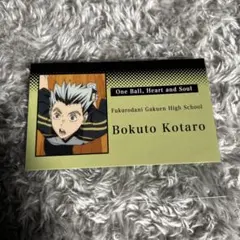 One Ball, Heart and Soul
Fukurodani Gakuen High School
Bokuto Kotaro